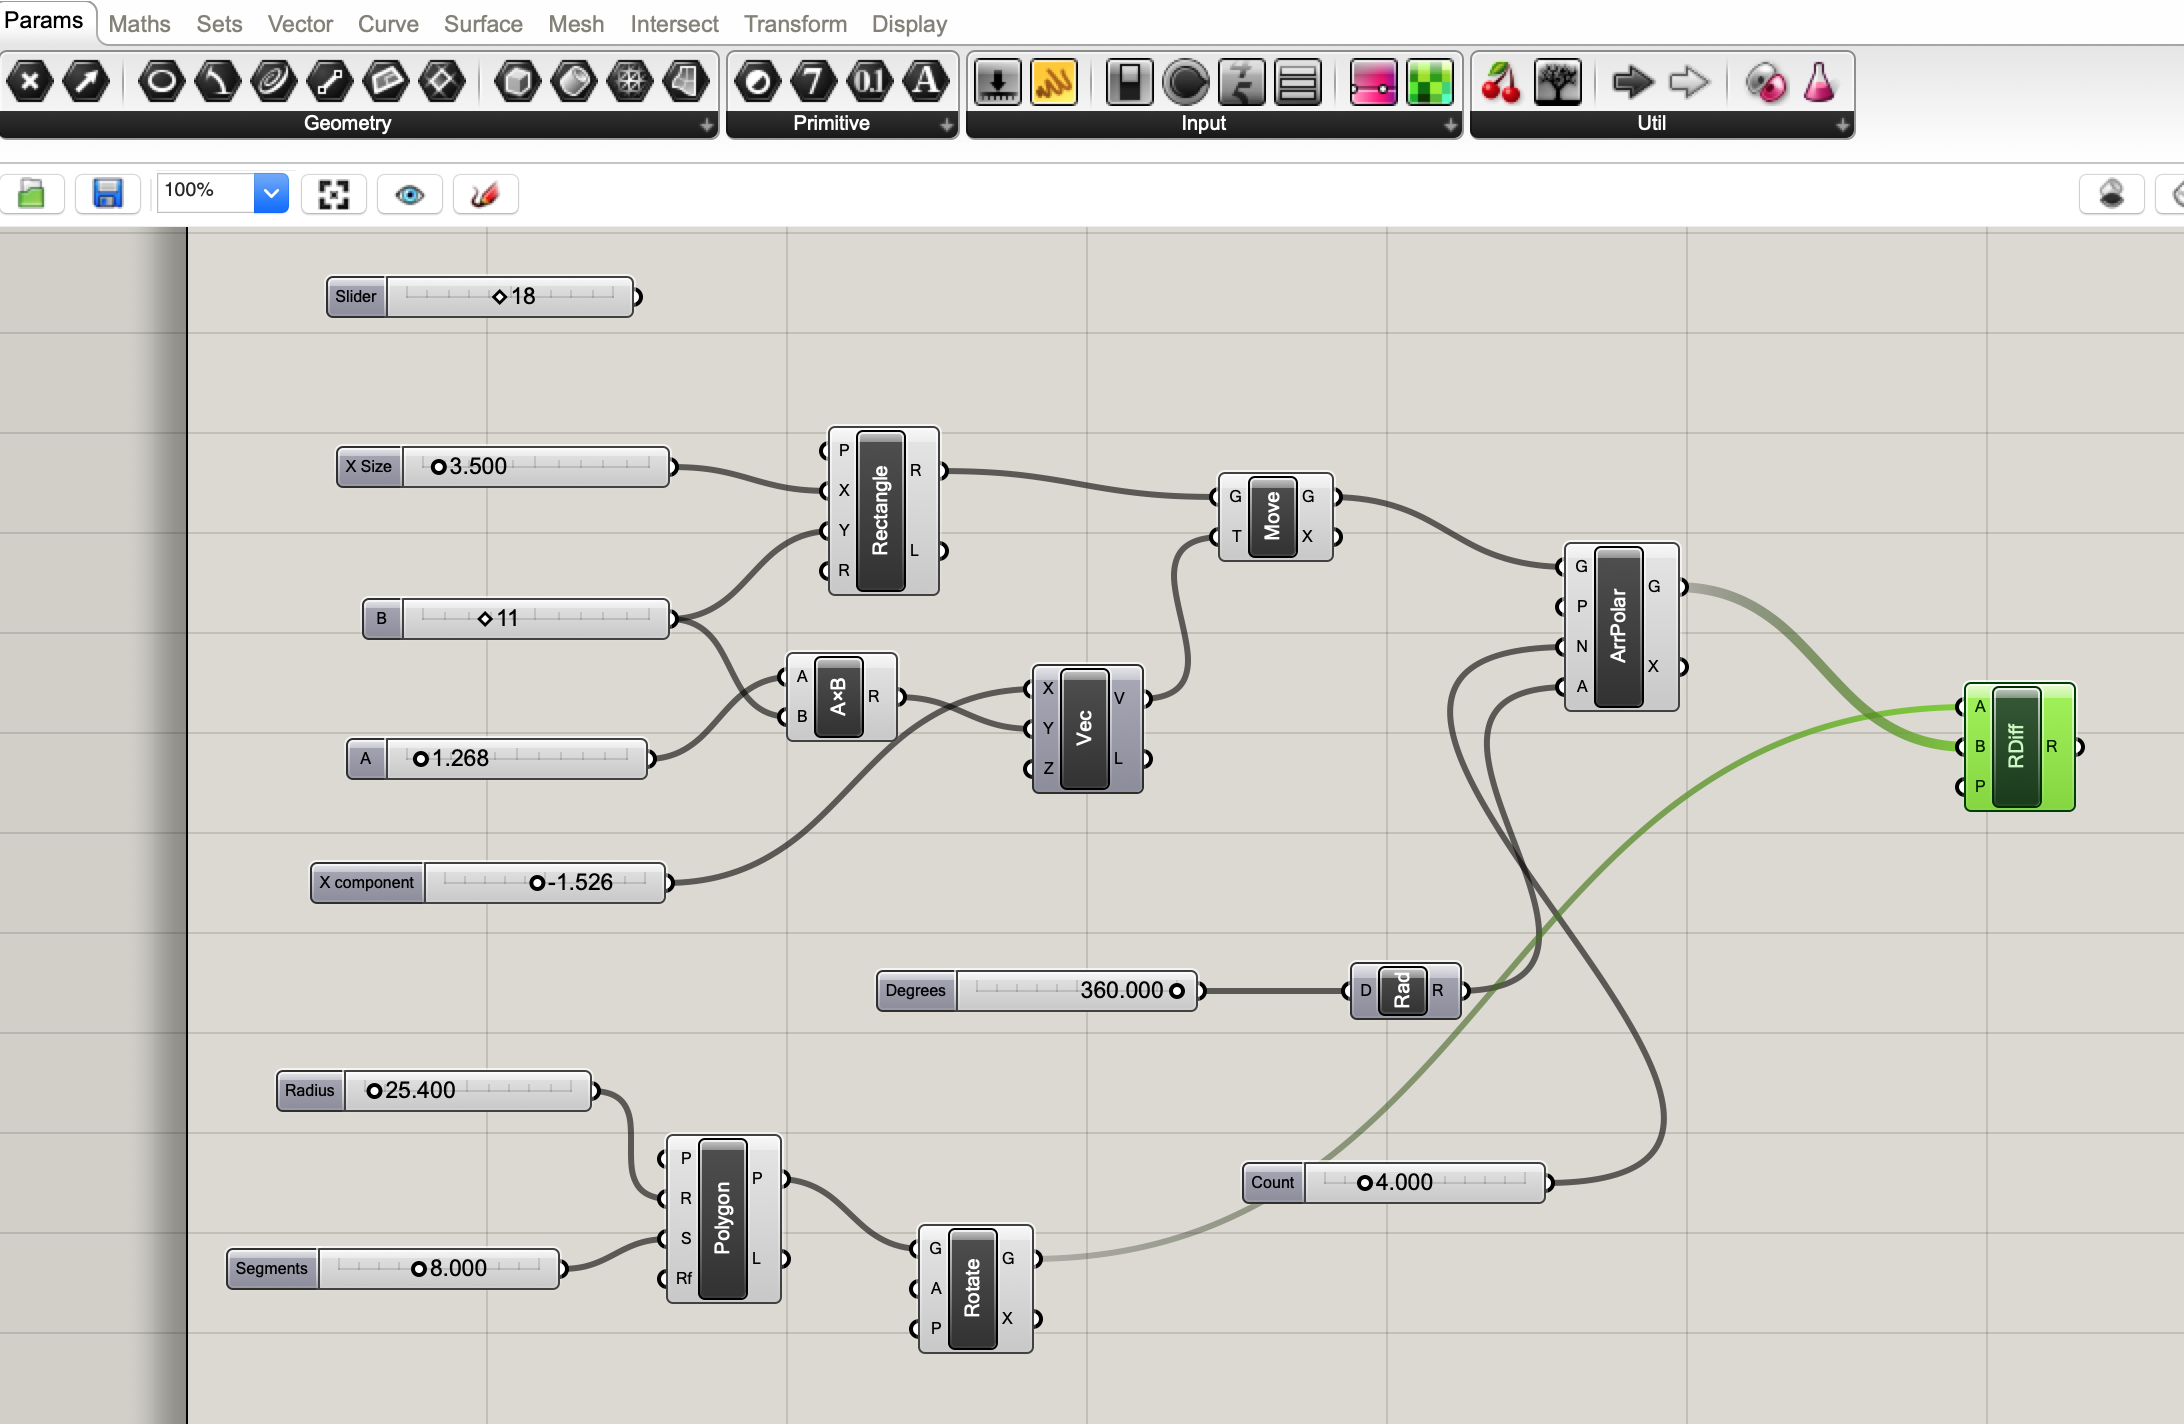 Params Maths Sets Vector Curve Surface Mesh Intersect Transform Display
7 0.1 A
Geometry Primitive Input Util
100%
Slider 18
X Size 3.500
P
X
Y
R
Rectangle
R
L
G
T
Move
G
X
B 11
A
B
A×B
R
A 1.268
X
Y
Z
Vec
V
L
G
P
N
A
ArrPolar
G
X
A
B
P
RDiff
R
X component -1.526
Degrees 360.000
D Rad R
Radius 25.400
P
R
S
Rf
Polygon
P
L
Count 4.000
Segments 8.000
G
A
P
Rotate
G
X